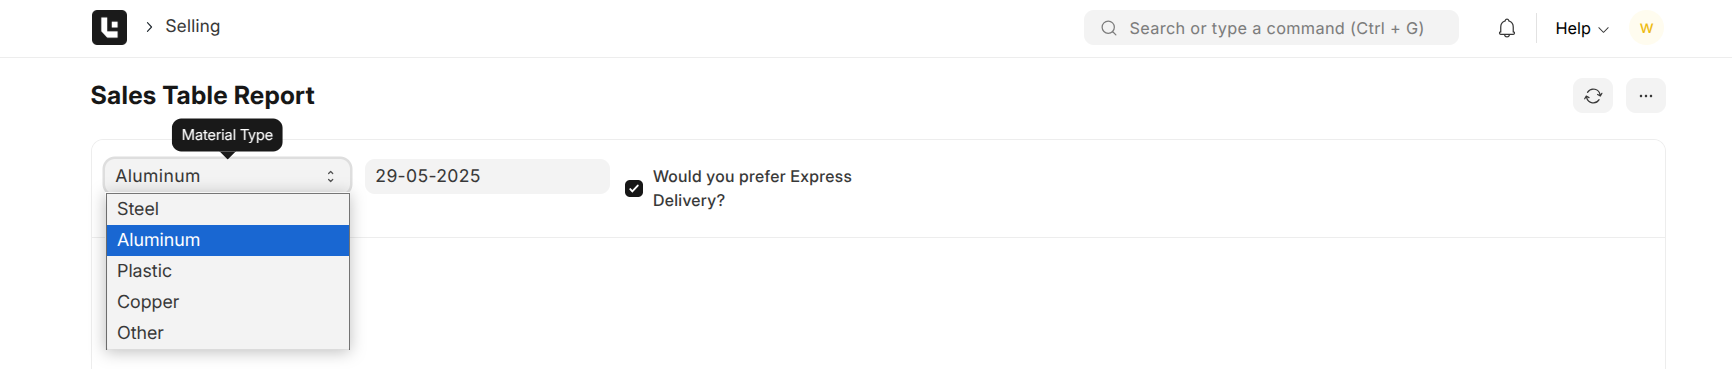 Selling
Search or type a command (Ctrl + G)
Help
W
Sales Table Report
...
Material Type
Aluminum
29-05-2025
Would you prefer Express
Delivery?
Steel
Aluminum
Plastic
Copper
Other